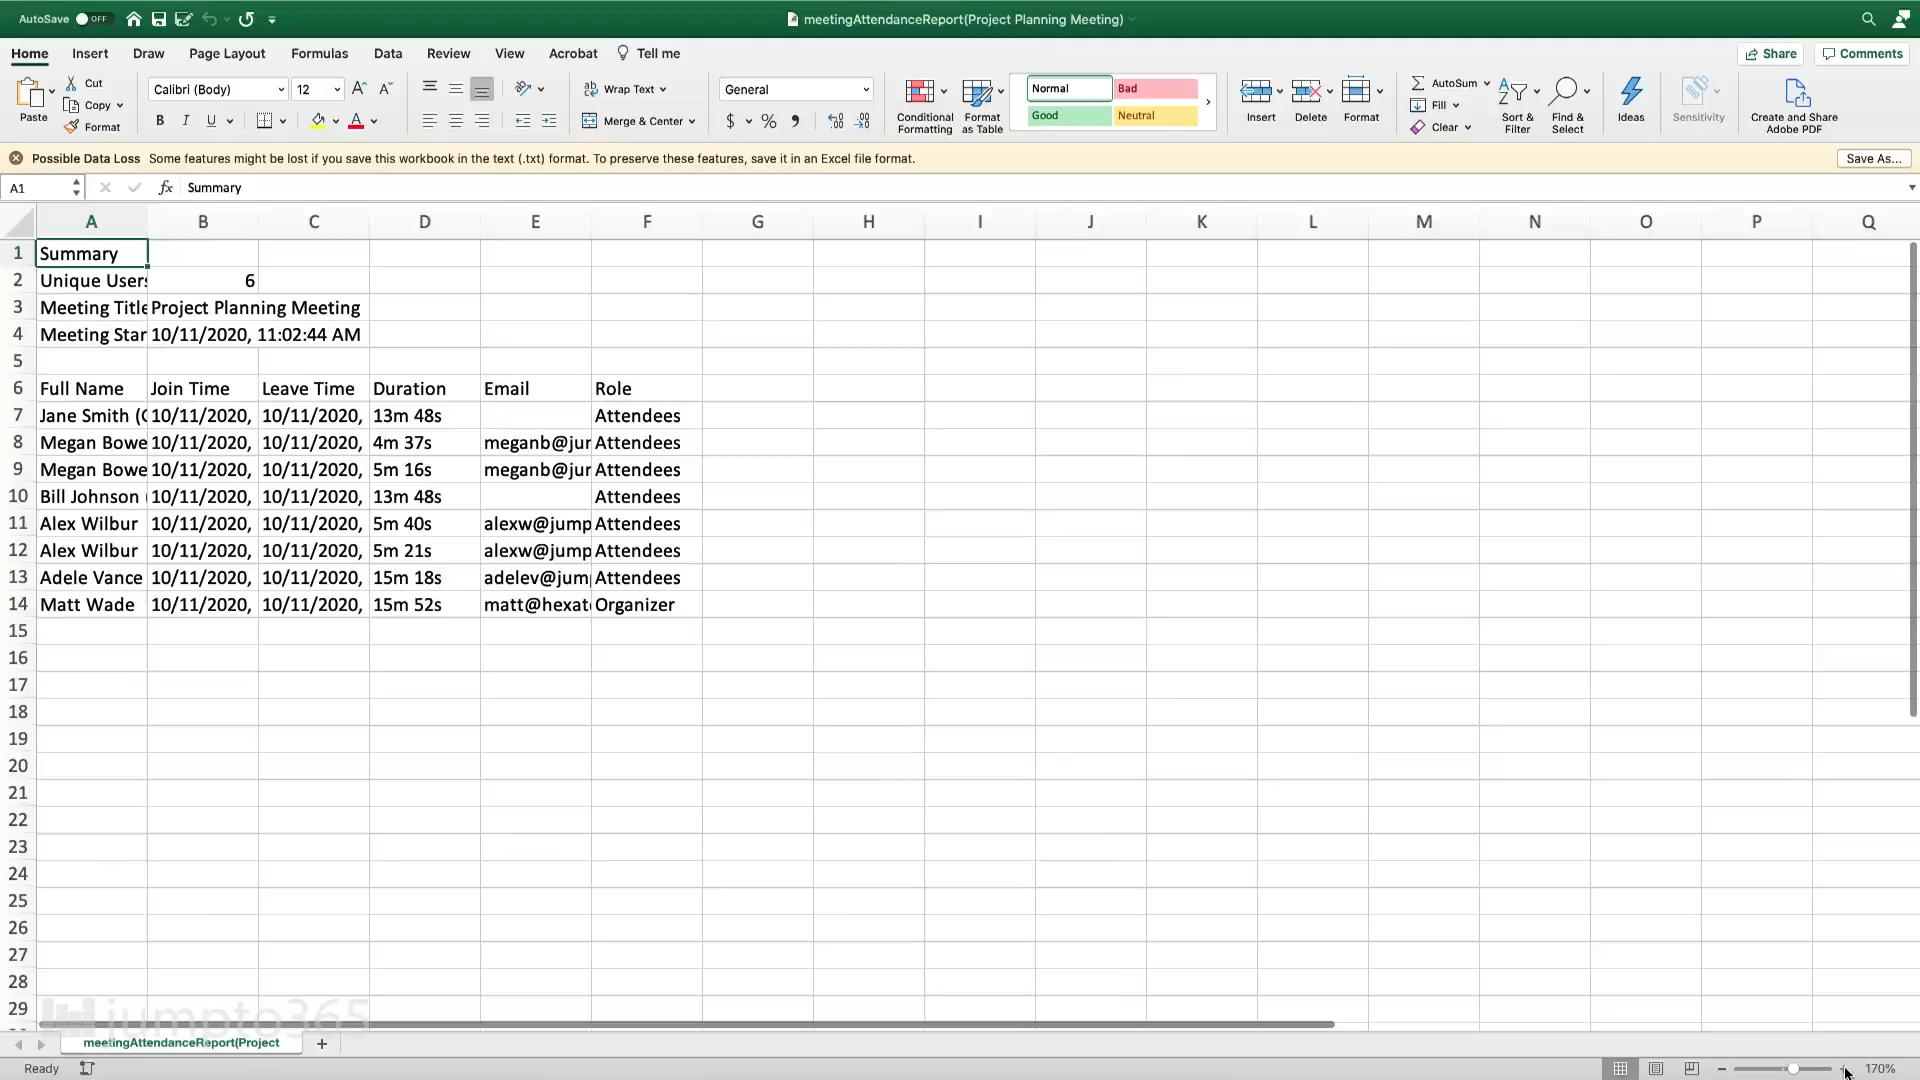 AutoSave OFF meetingAttendanceReport(Project Planning Meeting)
Home Insert Draw Page Layout Formulas Data Review View Acrobat Tell me Share Comments
Paste Cut Copy Format
Calibri (Body) 12 A A
B I U A
Wrap Text
Merge & Center
General
$ %
Conditional Formatting Format as Table
Normal Bad
Good Neutral
Insert Delete Format
AutoSum
Fill
Clear
Sort & Filter Find & Select Ideas Sensitivity Create and Share Adobe PDF
Possible Data Loss Some features might be lost if you save this workbook in the text (.txt) format. To preserve these features, save it in an Excel file format. Save As...
A1 fx Summary
A B C D E F G H I J K L M N O P Q
1 Summary
2 Unique Users 6
3 Meeting Title Project Planning Meeting
4 Meeting Star 10/11/2020, 11:02:44 AM
5
6 Full Name Join Time Leave Time Duration Email Role
7 Jane Smith (G 10/11/2020, 10/11/2020, 13m 48s Attendees
8 Megan Bowe 10/11/2020, 10/11/2020, 4m 37s meganb@jum Attendees
9 Megan Bowe 10/11/2020, 10/11/2020, 5m 16s meganb@jum Attendees
10 Bill Johnson ( 10/11/2020, 10/11/2020, 13m 48s Attendees
11 Alex Wilbur 10/11/2020, 10/11/2020, 5m 40s alexw@jump Attendees
12 Alex Wilbur 10/11/2020, 10/11/2020, 5m 21s alexw@jump Attendees
13 Adele Vance 10/11/2020, 10/11/2020, 15m 18s adelev@jump Attendees
14 Matt Wade 10/11/2020, 10/11/2020, 15m 52s matt@hexat Organizer
15
16
17
18
19
20
21
22
23
24
25
26
27
28
29
jumpto365
meetingAttendanceReport(Project +
Ready 170%